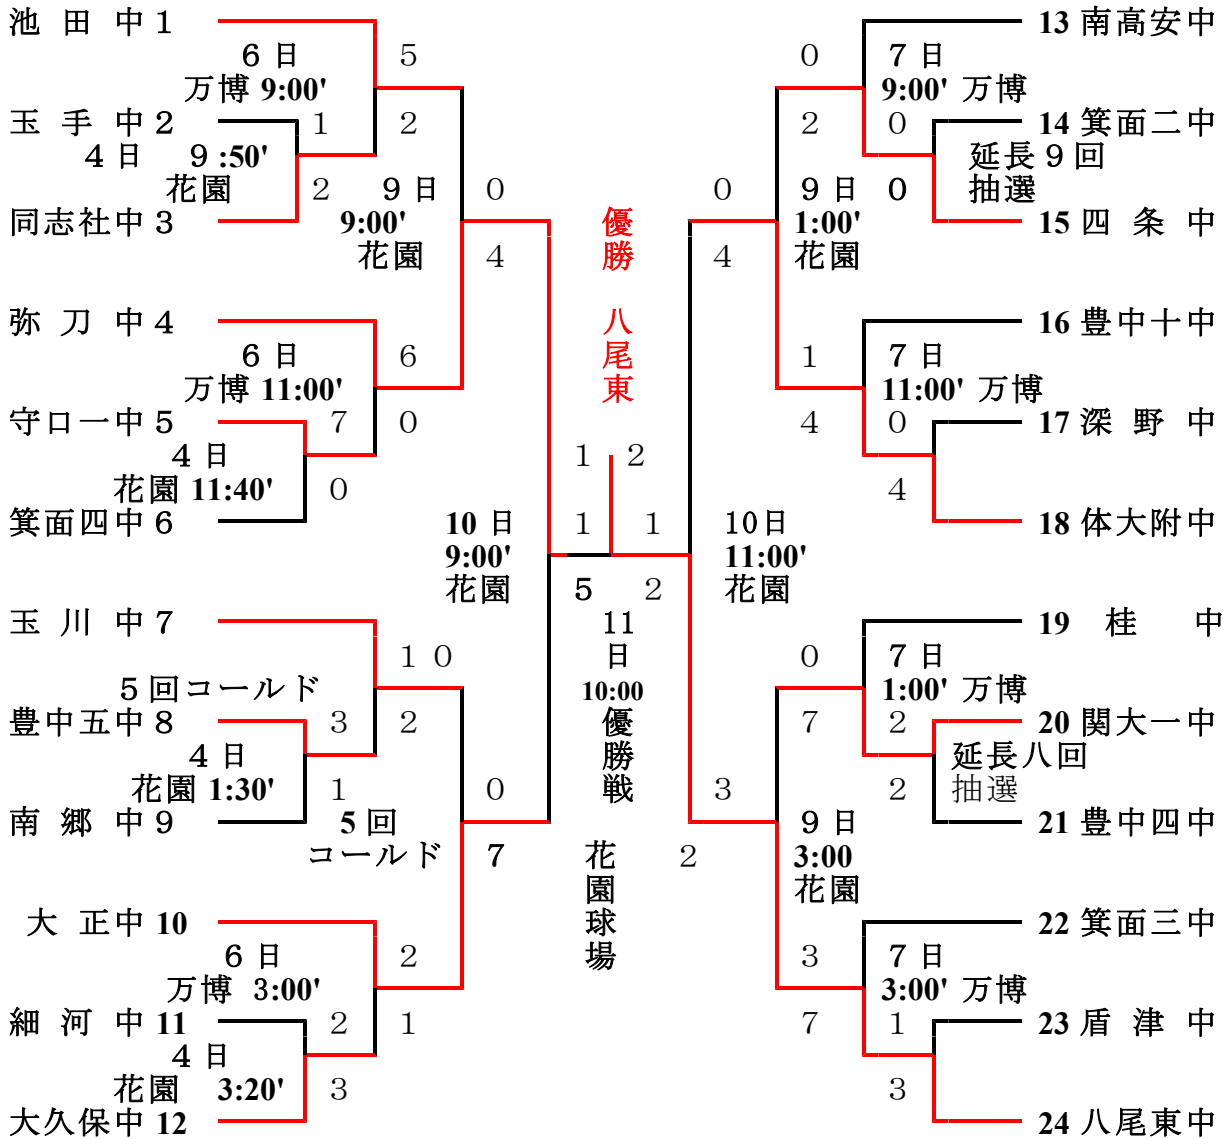 池田中 1
5
6日
万博 9:00'
玉手中 2
1
2
4日 9:50'
花園
2
同志社中 3
9日
9:00'
花園
0
4
弥刀中 4
6日
6
万博 11:00'
守口一中 5
7
0
4日
花園 11:40'
0
箕面四中 6
10日
9:00'
花園
玉川中 7
10
5回コールド
豊中五中 8
3
2
4日
花園 1:30'
1
南郷中 9
5回
コールド
0
7
大正中 10
6日
2
万博 3:00'
細河中 11
2
1
4日
花園 3:20'
3
大久保中 12
優勝 八尾東
1 2
1 1
5 2
11
日
10:00
優勝戦
花園球場
13 南高安中
0
7日
9:00' 万博
2
0
14 箕面二中
延長9回
抽選
0
15 四条中
0
9日
1:00'
花園
4
16 豊中十中
1
7日
11:00' 万博
4
0
17 深野中
4
18 体大附中
10日
11:00'
花園
19 桂中
0
7日
1:00' 万博
7
2
20 関大一中
延長八回
抽選
2
21 豊中四中
3
2
9日
3:00
花園
22 箕面三中
3
7日
3:00' 万博
7
1
23 盾津中
3
24 八尾東中